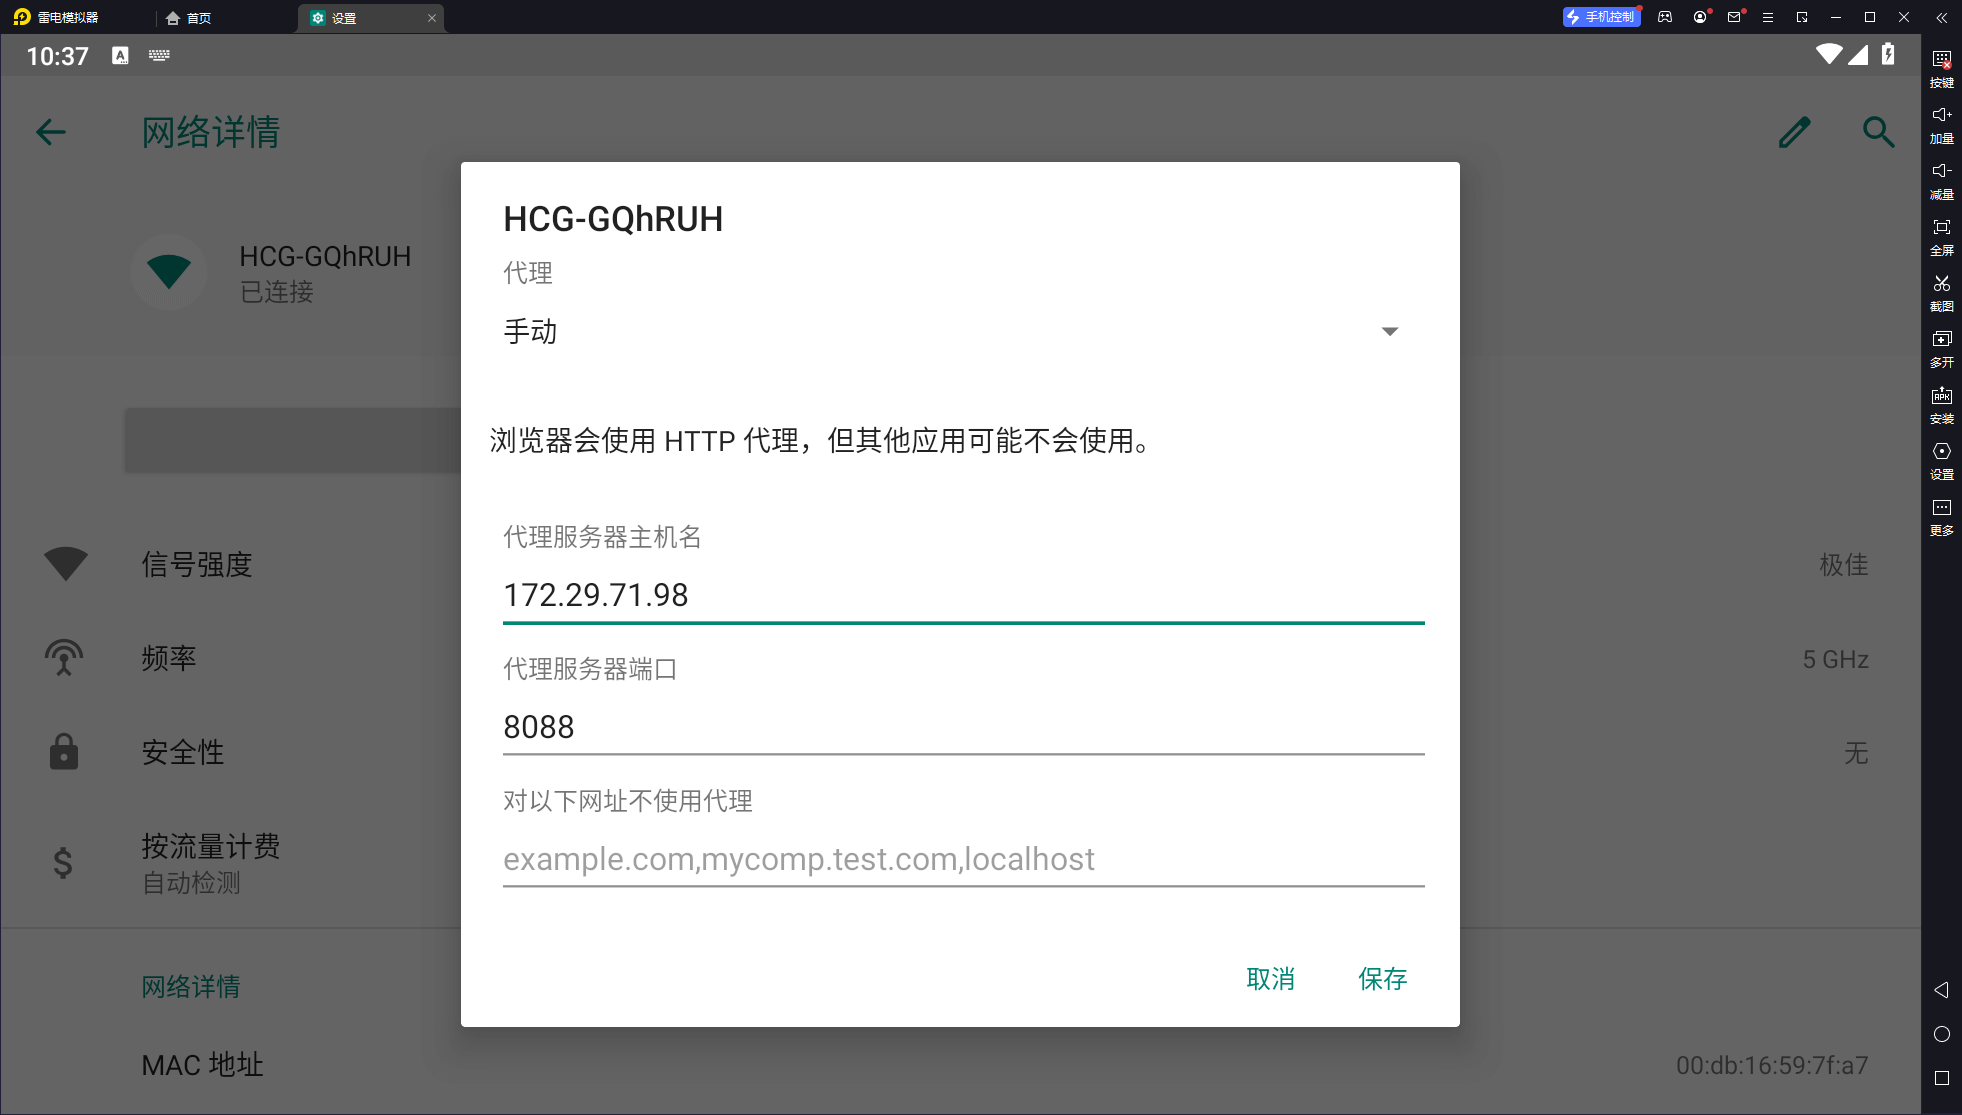 雷电模拟器
首页
设置
手机控制
10:37
网络详情
HCG-GQhRUH
已连接
信号强度
极佳
频率
5 GHz
安全性
无
按流量计费
自动检测
网络详情
MAC 地址
00:db:16:59:7f:a7
HCG-GQhRUH
代理
手动
浏览器会使用 HTTP 代理，但其他应用可能不会使用。
代理服务器主机名
172.29.71.98
代理服务器端口
8088
对以下网址不使用代理
example.com,mycomp.test.com,localhost
取消
保存
按键
加量
减量
全屏
截图
多开
APK
安装
设置
更多